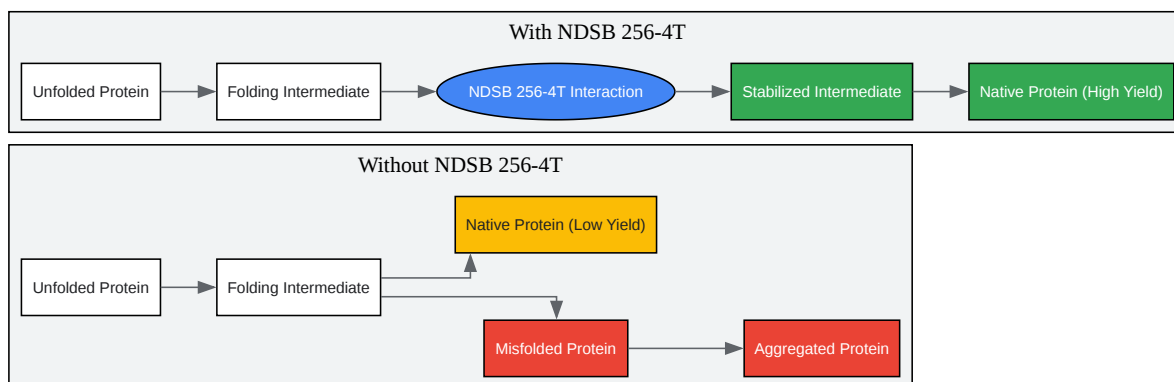 With NDSB 256-4T
Unfolded Protein
Folding Intermediate
NDSB 256-4T Interaction
Stabilized Intermediate
Native Protein (High Yield)
Without NDSB 256-4T
Native Protein (Low Yield)
Unfolded Protein
Folding Intermediate
Misfolded Protein
Aggregated Protein